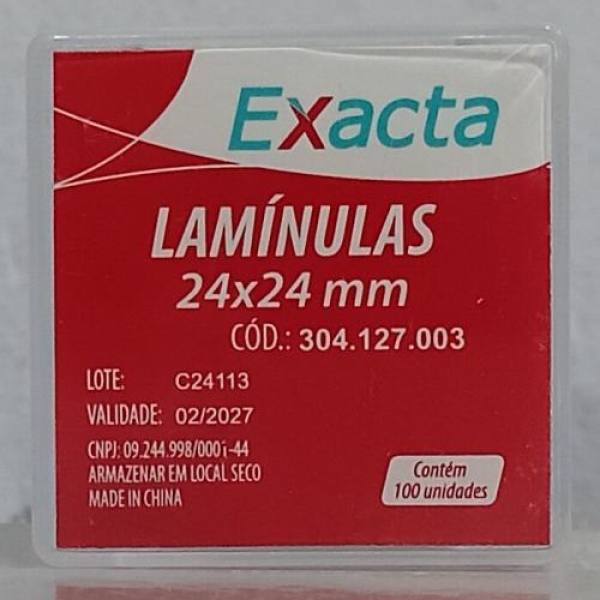 Exacta
LAMÍNULAS
24x24 mm
CÓD.: 304.127.003
LOTE: C24113
VALIDADE: 02/2027
CNPJ: 09.244.998/0001-44
ARMAZENAR EM LOCAL SECO
MADE IN CHINA
Contém
100 unidades